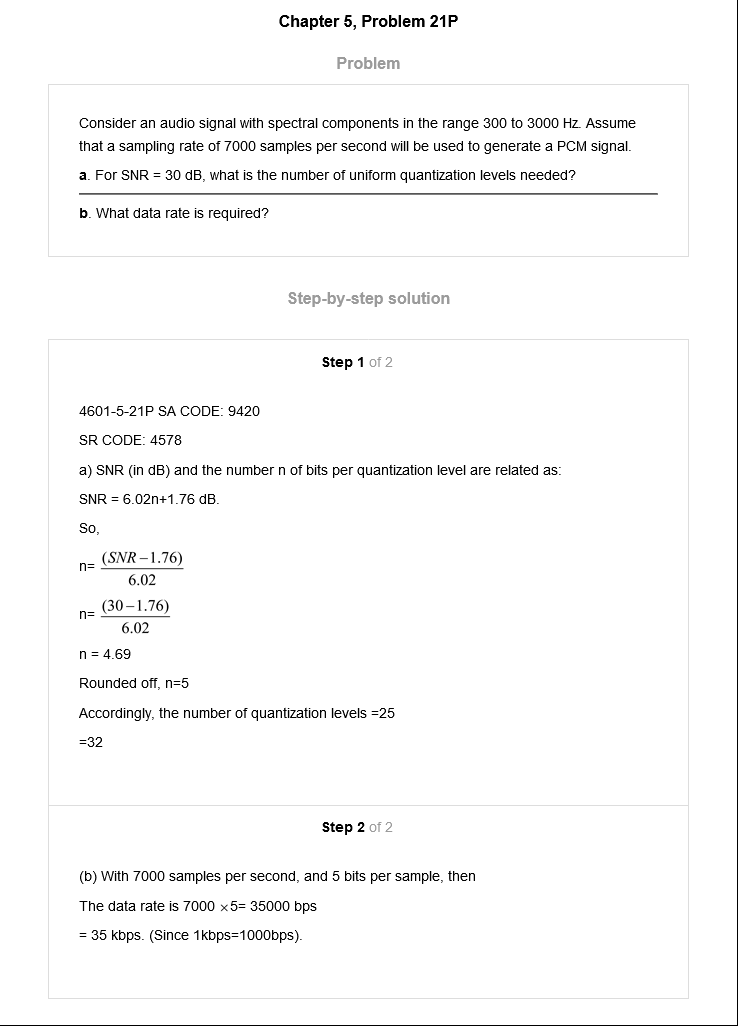 Chapter 5, Problem 21P
Problem
Consider an audio signal with spectral components in the range 300 to 3000 Hz. Assume
that a sampling rate of 7000 samples per second will be used to generate a PCM signal.
a. For SNR = 30 dB, what is the number of uniform quantization levels needed?
b. What data rate is required?
Step-by-step solution
Step 1 of 2
4601-5-21P SA CODE: 9420
SR CODE: 4578
a) SNR (in dB) and the number n of bits per quantization level are related as:
SNR = 6.02n+1.76 dB.
So,
n= (SNR−1.76)
6.02
n= (30−1.76)
6.02
n = 4.69
Rounded off, n=5
Accordingly, the number of quantization levels =25
=32
Step 2 of 2
(b) With 7000 samples per second, and 5 bits per sample, then
The data rate is 7000 ×5= 35000 bps
= 35 kbps. (Since 1kbps=1000bps).